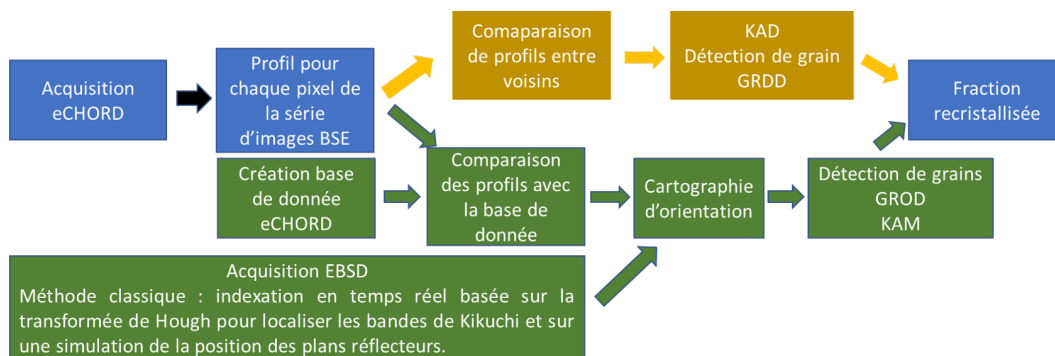 Acquisition
eCHORD
Profil pour
chaque pixel de
la série
d'images BSE
Comaparaison
de profils entre
voisins
KAD
Détection de grain
GRDD
Fraction
recristallisée
Création base
de donnée
eCHORD
Comparaison
des profils avec
la base de
donnée
Cartographie
d'orientation
Détection de grains
GROD
KAM
Acquisition EBSD
Méthode classique : indexation en temps réel basée sur la
transformée de Hough pour localiser les bandes de Kikuchi et sur
une simulation de la position des plans réflecteurs.